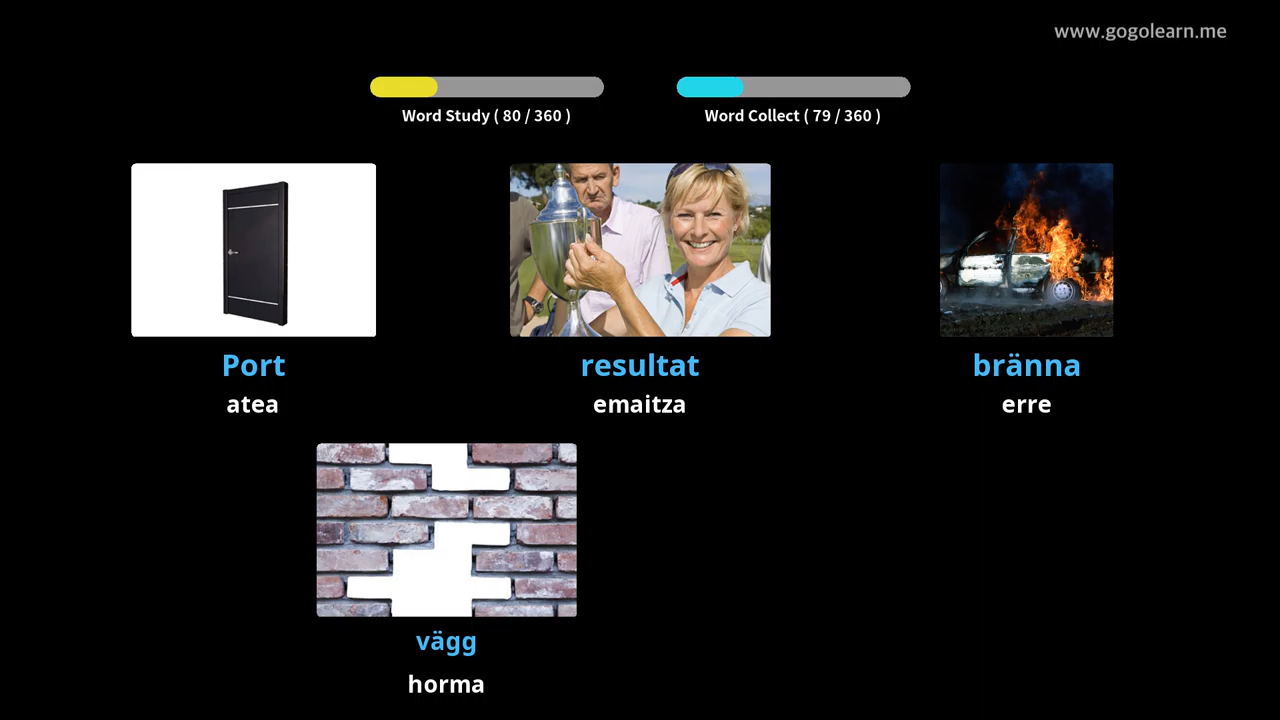 www.gogolearn.me
Word Study ( 80 / 360 )
Word Collect ( 79 / 360 )
Port
atea
resultat
emaitza
bränna
erre
vägg
horma